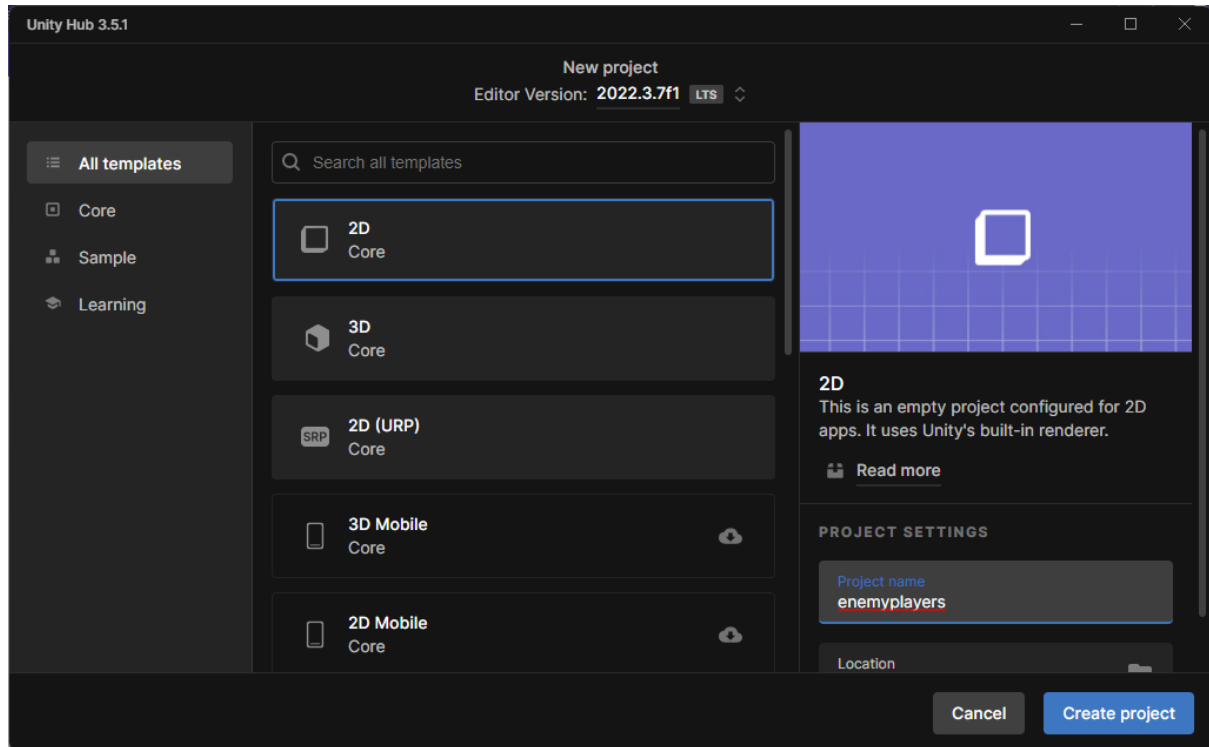 Unity Hub 3.5.1
New project
Editor Version: 2022.3.7f1 LTS
All templates
Core
Sample
Learning
Search all templates
2D
Core
3D
Core
SRP
2D (URP)
Core
3D Mobile
Core
2D Mobile
Core
2D
This is an empty project configured for 2D
apps. It uses Unity's built-in renderer.
Read more
PROJECT SETTINGS
Project name
enemyplayers
Location
Cancel
Create project